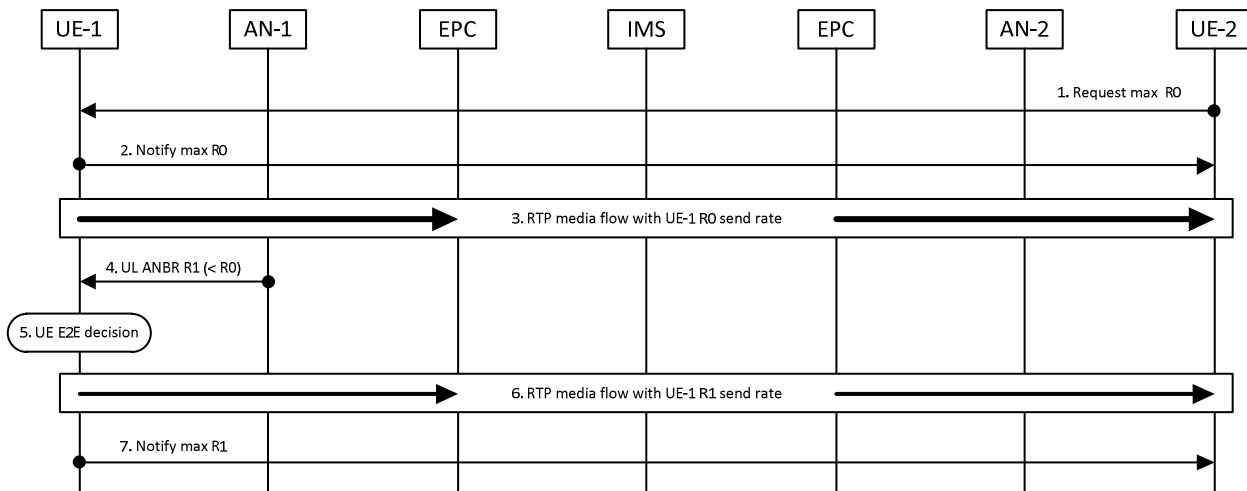 UE-1 AN-1 EPC IMS EPC AN-2 UE-2
1. Request max R0
2. Notify max R0
3. RTP media flow with UE-1 R0 send rate
4. UL ANBR R1 (< R0)
5. UE E2E decision
6. RTP media flow with UE-1 R1 send rate
7. Notify max R1